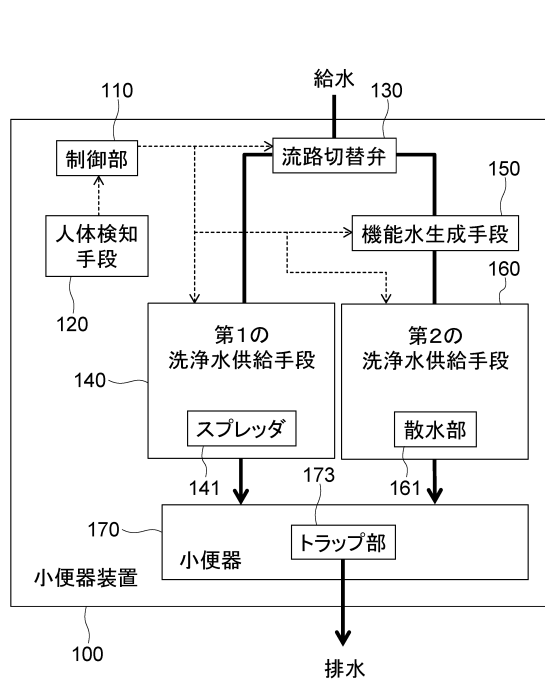 給水
110
130
制御部
流路切替弁
150
人体検知
手段
機能水生成手段
120
160
第1の
洗浄水供給手段
第2の
洗浄水供給手段
140
スプレッダ
散水部
141
173
161
170
トラップ部
小便器
小便器装置
100
排水